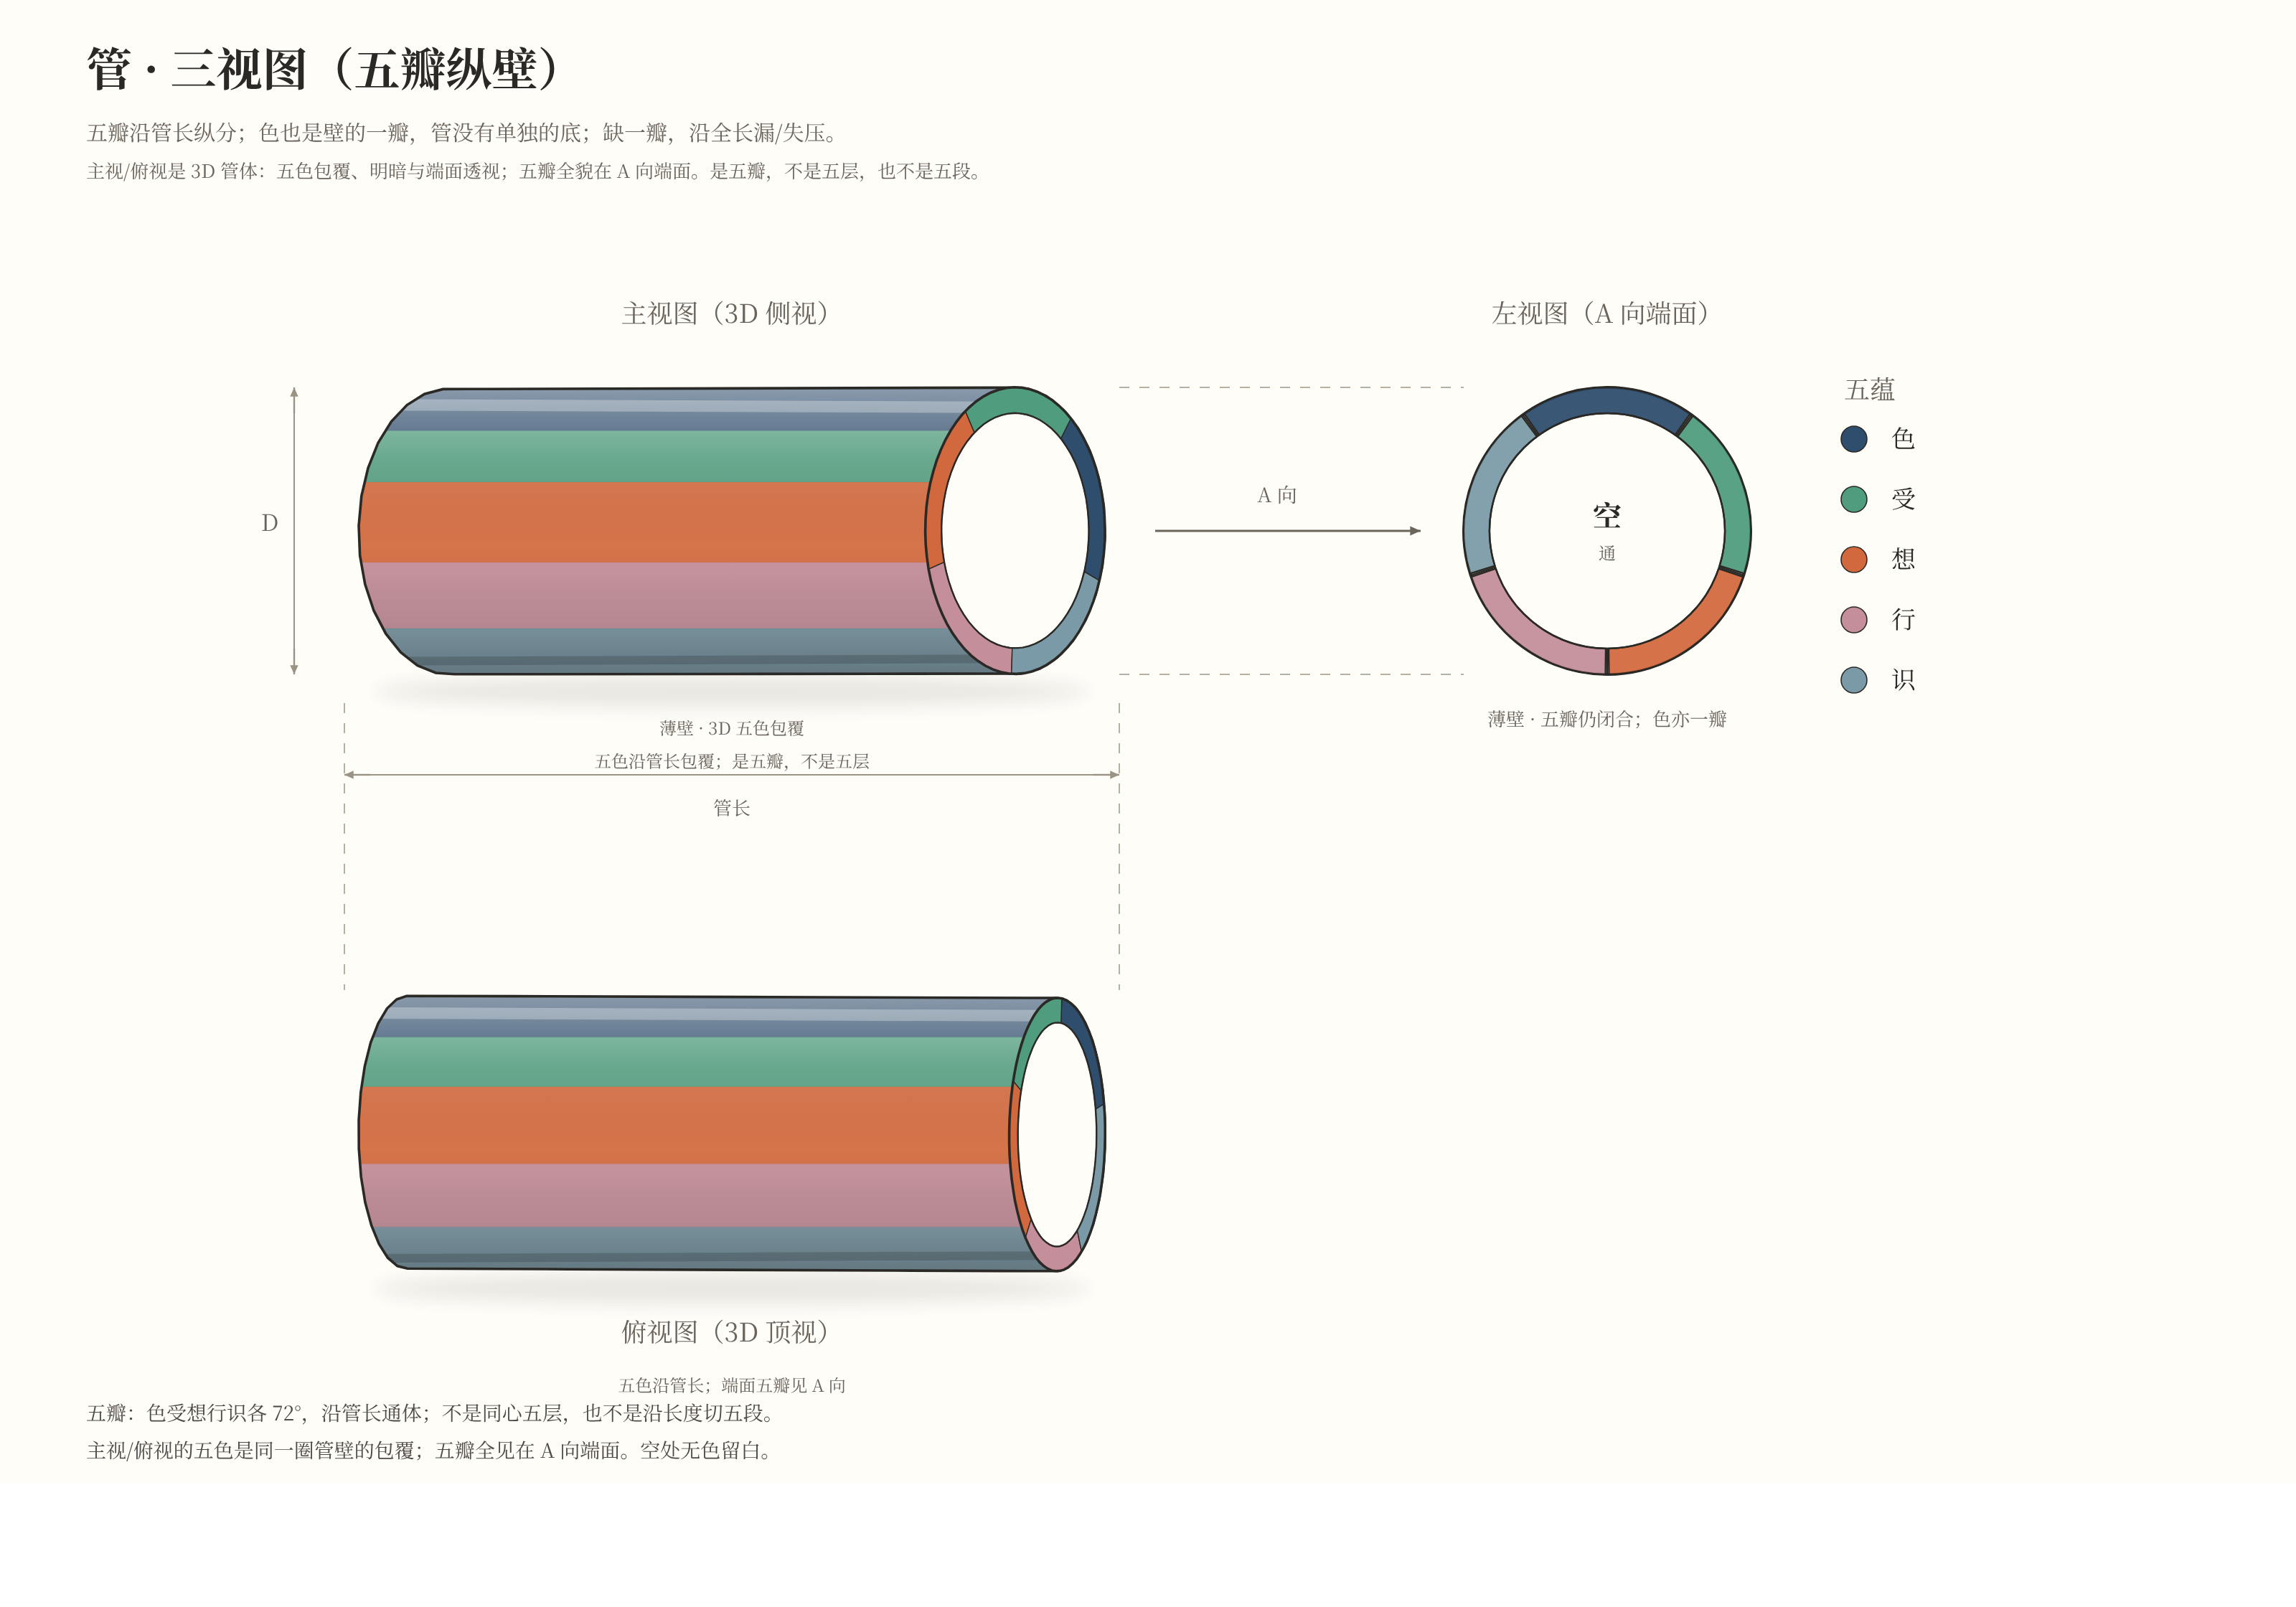 管 · 三视图（五瓣纵壁）
五瓣沿管长纵分；色也是壁的一瓣，管没有单独的底；缺一瓣，沿全长漏/失压。
主视/俯视是 3D 管体：五色包覆、明暗与端面透视；五瓣全貌在 A 向端面。是五瓣，不是五层，也不是五段。
主视图（3D 侧视）
左视图（A 向端面）
五蕴
色
受
想
行
识
D
A 向
空
通
薄壁 · 3D 五色包覆
五色沿管长包覆；是五瓣，不是五层
管长
薄壁 · 五瓣仍闭合；色亦一瓣
俯视图（3D 顶视）
五色沿管长；端面五瓣见 A 向
五瓣：色受想行识各 72°，沿管长通体；不是同心五层，也不是沿长度切五段。
主视/俯视的五色是同一圈管壁的包覆；五瓣全见在 A 向端面。空处无色留白。